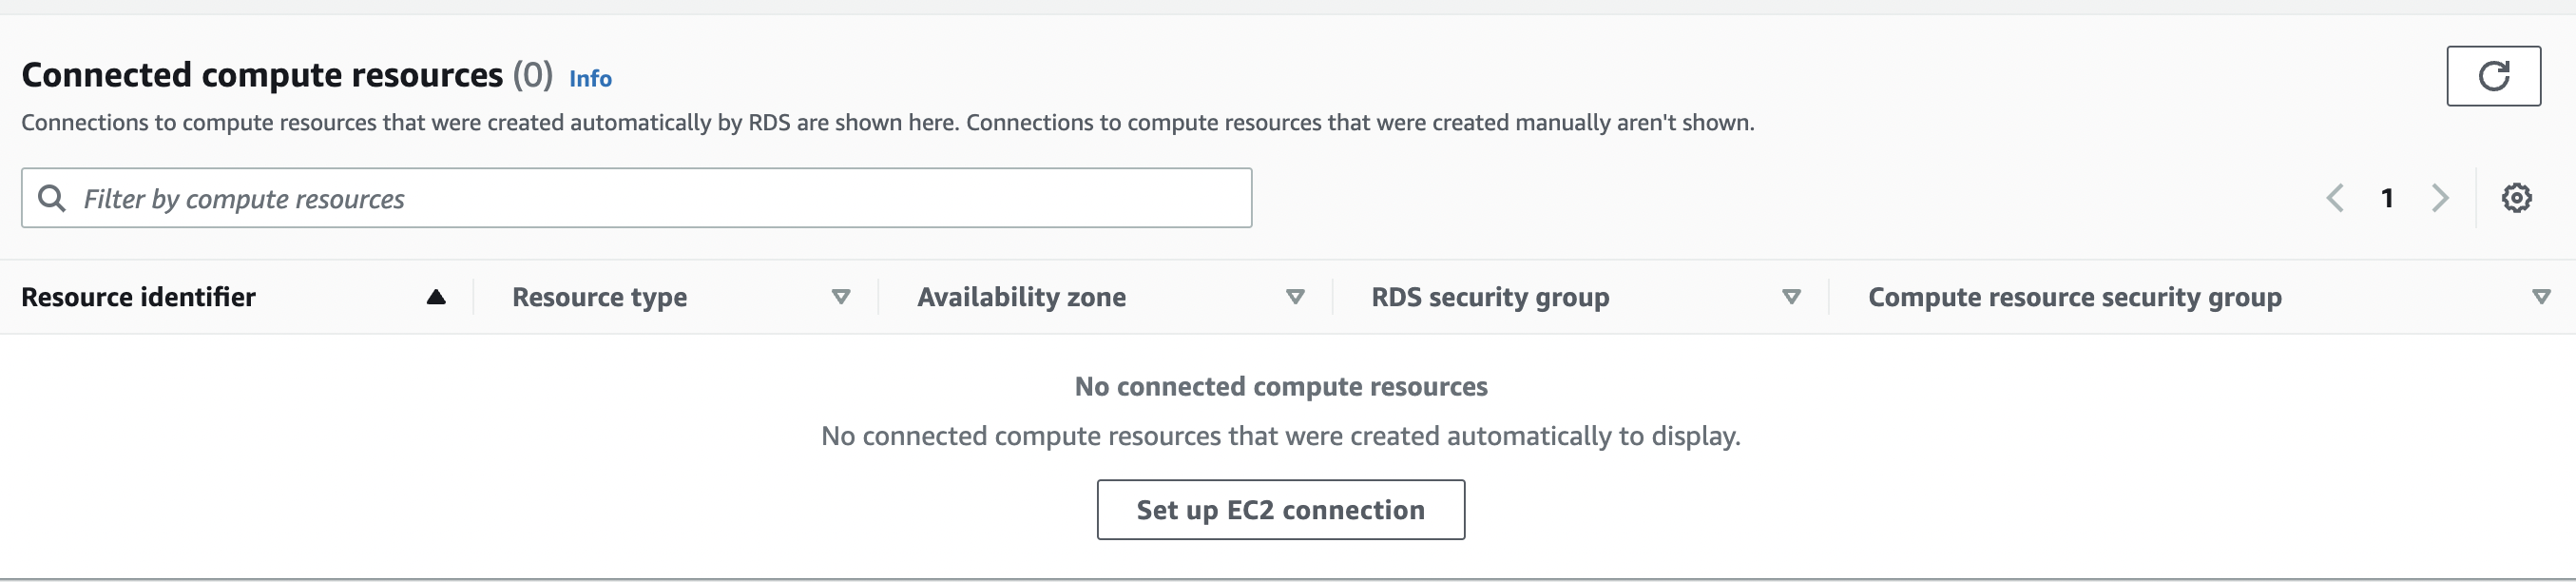 Connected compute resources (0) Info
Connections to compute resources that were created automatically by RDS are shown here. Connections to compute resources that were created manually aren't shown.
Filter by compute resources
1
Resource identifier Resource type Availability zone RDS security group Compute resource security group
No connected compute resources
No connected compute resources that were created automatically to display.
Set up EC2 connection